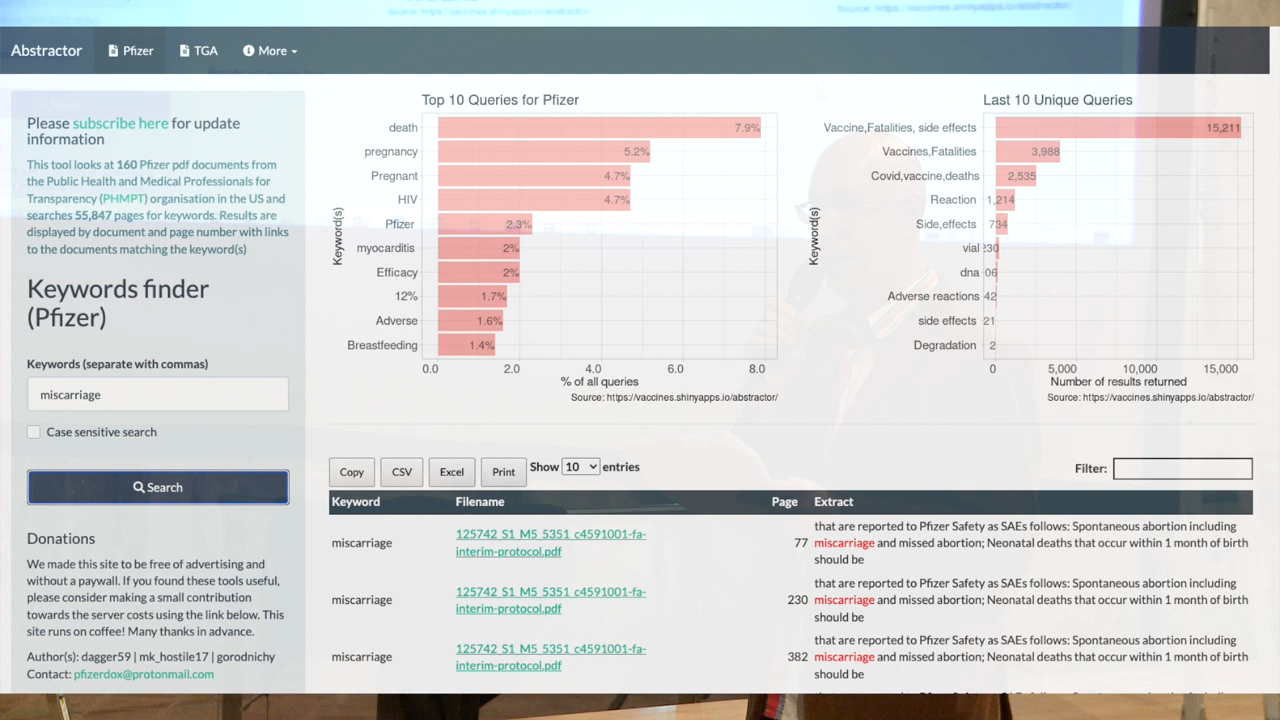 Source: https://vaccines.shinyapps.io/abstractor/
Source: https://vaccines.shinyapps.io/abstractor/
Abstractor
Pfizer
TGA
More
Please subscribe here for update
information
This tool looks at 160 Pfizer pdf documents from
the Public Health and Medical Professionals for
Transparency (PHMPT) organisation in the US and
searches 55,847 pages for keywords. Results are
displayed by document and page number with links
to the documents matching the keyword(s)
Keywords finder
(Pfizer)
Keywords (separate with commas)
miscarriage
Case sensitive search
Search
Donations
We made this site to be free of advertising and
without a paywall. If you found these tools useful,
please consider making a small contribution
towards the server costs using the link below. This
site runs on coffee! Many thanks in advance.
Author(s): dagger59 | mk_hostile17 | gorodnichy
Contact: pfizerdox@protonmail.com
Top 10 Queries for Pfizer
Keyword(s)
death 7.9%
pregnancy 5.2%
Pregnant 4.7%
HIV 4.7%
Pfizer 2.3%
myocarditis 2%
Efficacy 2%
12% 1.7%
Adverse 1.6%
Breastfeeding 1.4%
0.0 2.0 4.0 6.0 8.0
% of all queries
Source: https://vaccines.shinyapps.io/abstractor/
Last 10 Unique Queries
Keyword(s)
Vaccine,Fatalities, side effects 15,211
Vaccines,Fatalities 3,988
Covid,vaccine,deaths 2,535
Reaction 1,214
Side,effects 734
vial 230
dna 06
Adverse reactions 42
side effects 21
Degradation 2
0 5,000 10,000 15,000
Number of results returned
Source: https://vaccines.shinyapps.io/abstractor/
Copy CSV Excel Print Show 10 entries
Filter:
Keyword Filename Page Extract
miscarriage
125742_S1_M5_5351_c4591001-fa-
interim-protocol.pdf
77
that are reported to Pfizer Safety as SAEs follows: Spontaneous abortion including
miscarriage and missed abortion; Neonatal deaths that occur within 1 month of birth
should be
miscarriage
125742_S1_M5_5351_c4591001-fa-
interim-protocol.pdf
230
that are reported to Pfizer Safety as SAEs follows: Spontaneous abortion including
miscarriage and missed abortion; Neonatal deaths that occur within 1 month of birth
should be
miscarriage
125742_S1_M5_5351_c4591001-fa-
interim-protocol.pdf
382
that are reported to Pfizer Safety as SAEs follows: Spontaneous abortion including
miscarriage and missed abortion; Neonatal deaths that occur within 1 month of birth
should be